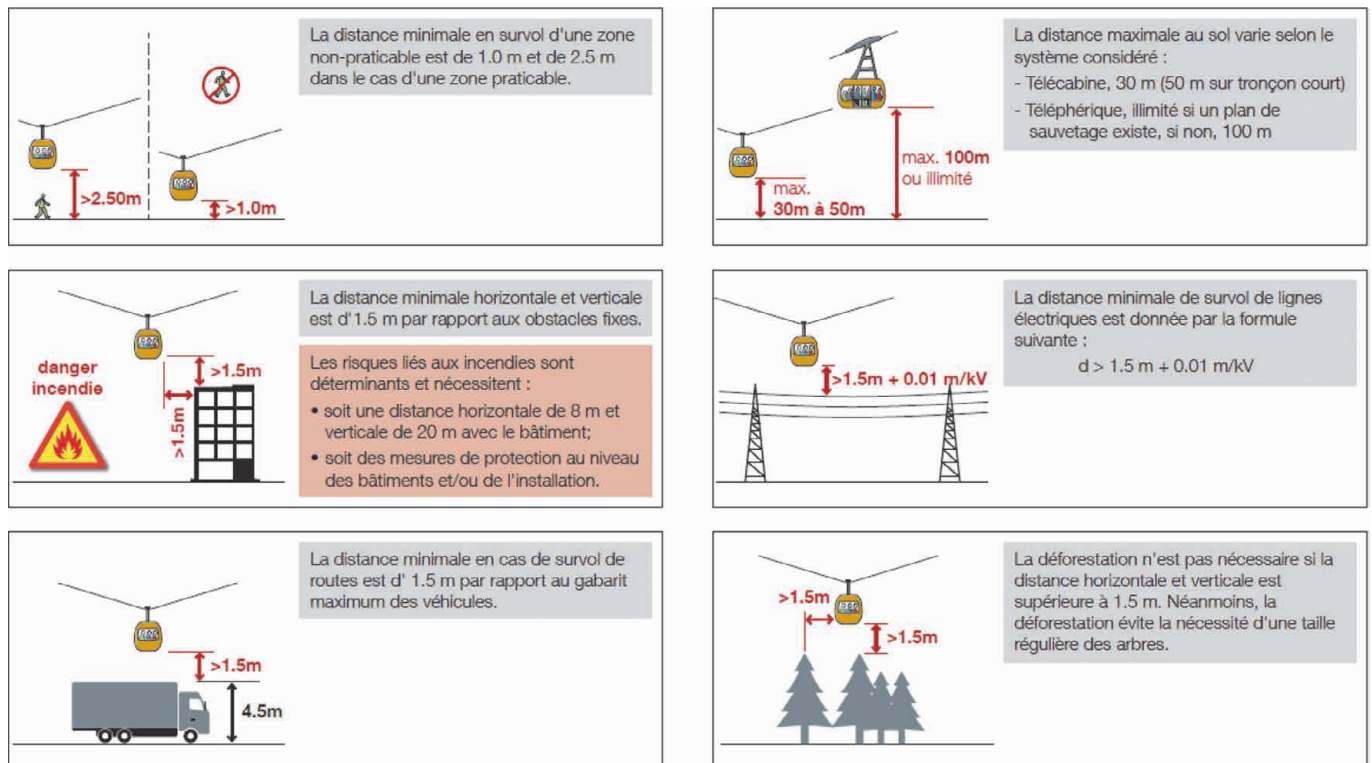 La distance minimale en survol d'une zone
non-praticable est de 1.0 m et de 2.5 m
dans le cas d'une zone praticable.
>2.50m
>1.0m
La distance maximale au sol varie selon le
système considéré :
- Télécabine, 30 m (50 m sur tronçon court)
- Téléphérique, illimité si un plan de
sauvetage existe, si non, 100 m
max. 100m
ou illimité
max.
30m à 50m
La distance minimale horizontale et verticale
est d'1.5 m par rapport aux obstacles fixes.
Les risques liés aux incendies sont
déterminants et nécessitent :
• soit une distance horizontale de 8 m et
verticale de 20 m avec le bâtiment;
• soit des mesures de protection au niveau
des bâtiments et/ou de l'installation.
danger
incendie
>1.5m
>1.5m
La distance minimale de survol de lignes
électriques est donnée par la formule
suivante :
d > 1.5 m + 0.01 m/kV
>1.5m + 0.01 m/kV
La distance minimale en cas de survol de
routes est d' 1.5 m par rapport au gabarit
maximum des véhicules.
>1.5m
4.5m
La déforestation n'est pas nécessaire si la
distance horizontale et verticale est
supérieure à 1.5 m. Néanmoins, la
déforestation évite la nécessité d'une taille
régulière des arbres.
>1.5m
>1.5m